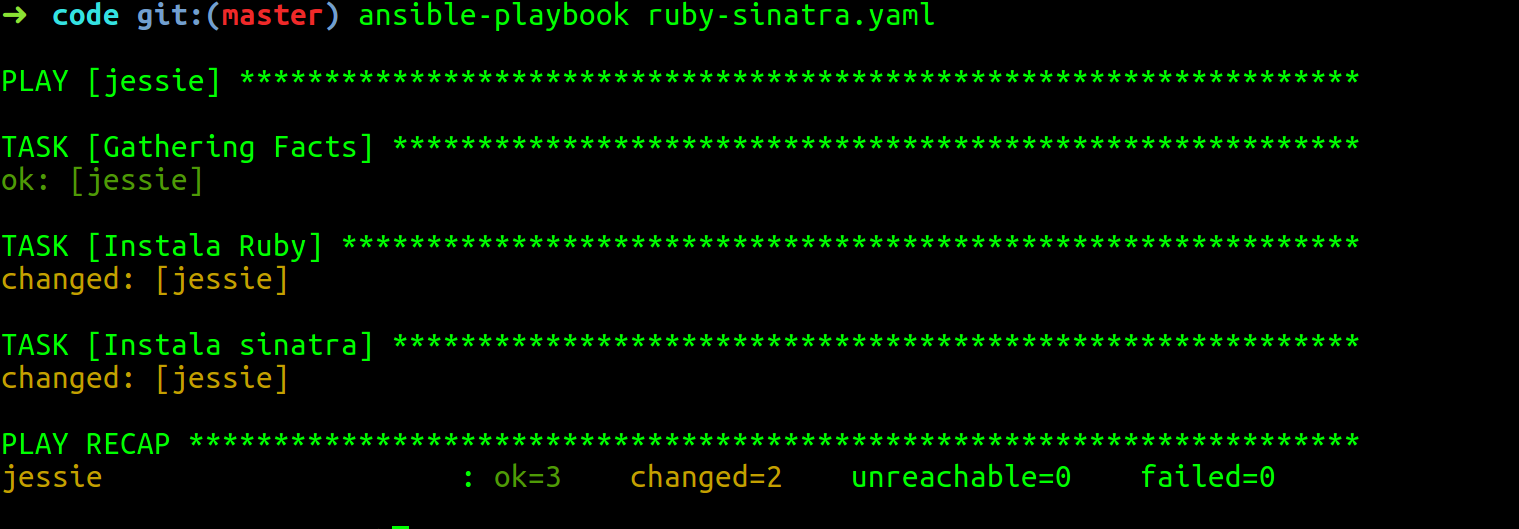 ➜  code git:(master) ansible-playbook ruby-sinatra.yaml
PLAY [jessie] ******************************************************************
TASK [Gathering Facts] *********************************************************
ok: [jessie]
TASK [Instala Ruby] ************************************************************
changed: [jessie]
TASK [Instala sinatra] *********************************************************
changed: [jessie]
PLAY RECAP *********************************************************************
jessie                     : ok=3    changed=2    unreachable=0    failed=0